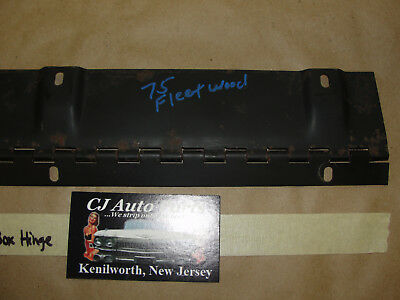 75
Fleetwood
Box Hinge
CJ Auto
...We strip
Kenilworth, New Jersey